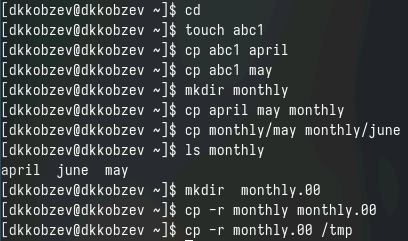 [dkkobzev@dkkobzev ~]$ cd
[dkkobzev@dkkobzev ~]$ touch abc1
[dkkobzev@dkkobzev ~]$ cp abc1 april
[dkkobzev@dkkobzev ~]$ cp abc1 may
[dkkobzev@dkkobzev ~]$ mkdir monthly
[dkkobzev@dkkobzev ~]$ cp april may monthly
[dkkobzev@dkkobzev ~]$ cp monthly/may monthly/june
[dkkobzev@dkkobzev ~]$ ls monthly
april  june  may
[dkkobzev@dkkobzev ~]$ mkdir  monthly.00
[dkkobzev@dkkobzev ~]$ cp -r monthly monthly.00
[dkkobzev@dkkobzev ~]$ cp -r monthly.00 /tmp